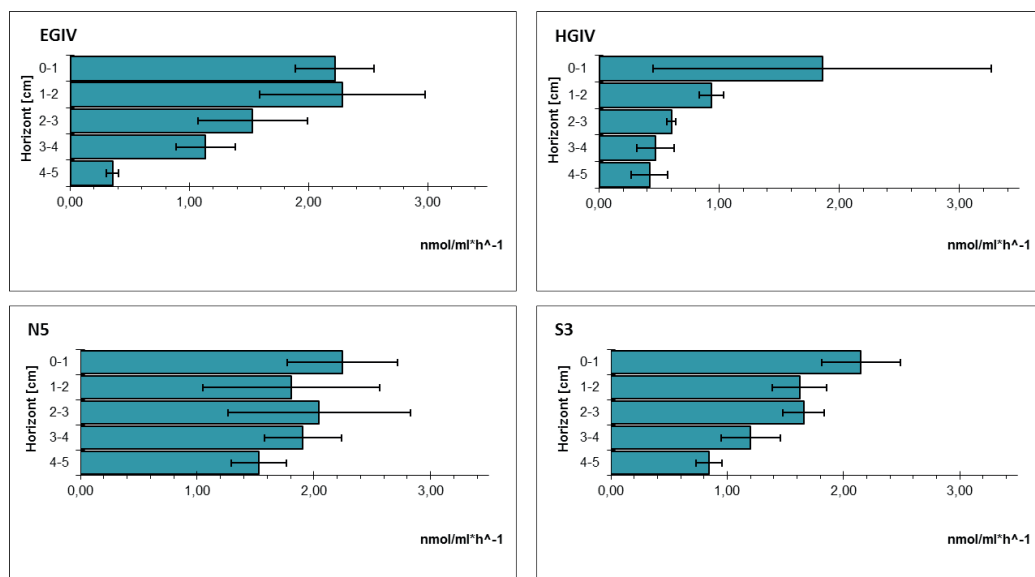 EGIV
Horizont [cm]
0-1
1-2
2-3
3-4
4-5
0,00 1,00 2,00 3,00
nmol/ml*h^-1
HGIV
Horizont [cm]
0-1
1-2
2-3
3-4
4-5
0,00 1,00 2,00 3,00
nmol/ml*h^-1
N5
Horizont [cm]
0-1
1-2
2-3
3-4
4-5
0,00 1,00 2,00 3,00
nmol/ml*h^-1
S3
Horizont [cm]
0-1
1-2
2-3
3-4
4-5
0,00 1,00 2,00 3,00
nmol/ml*h^-1